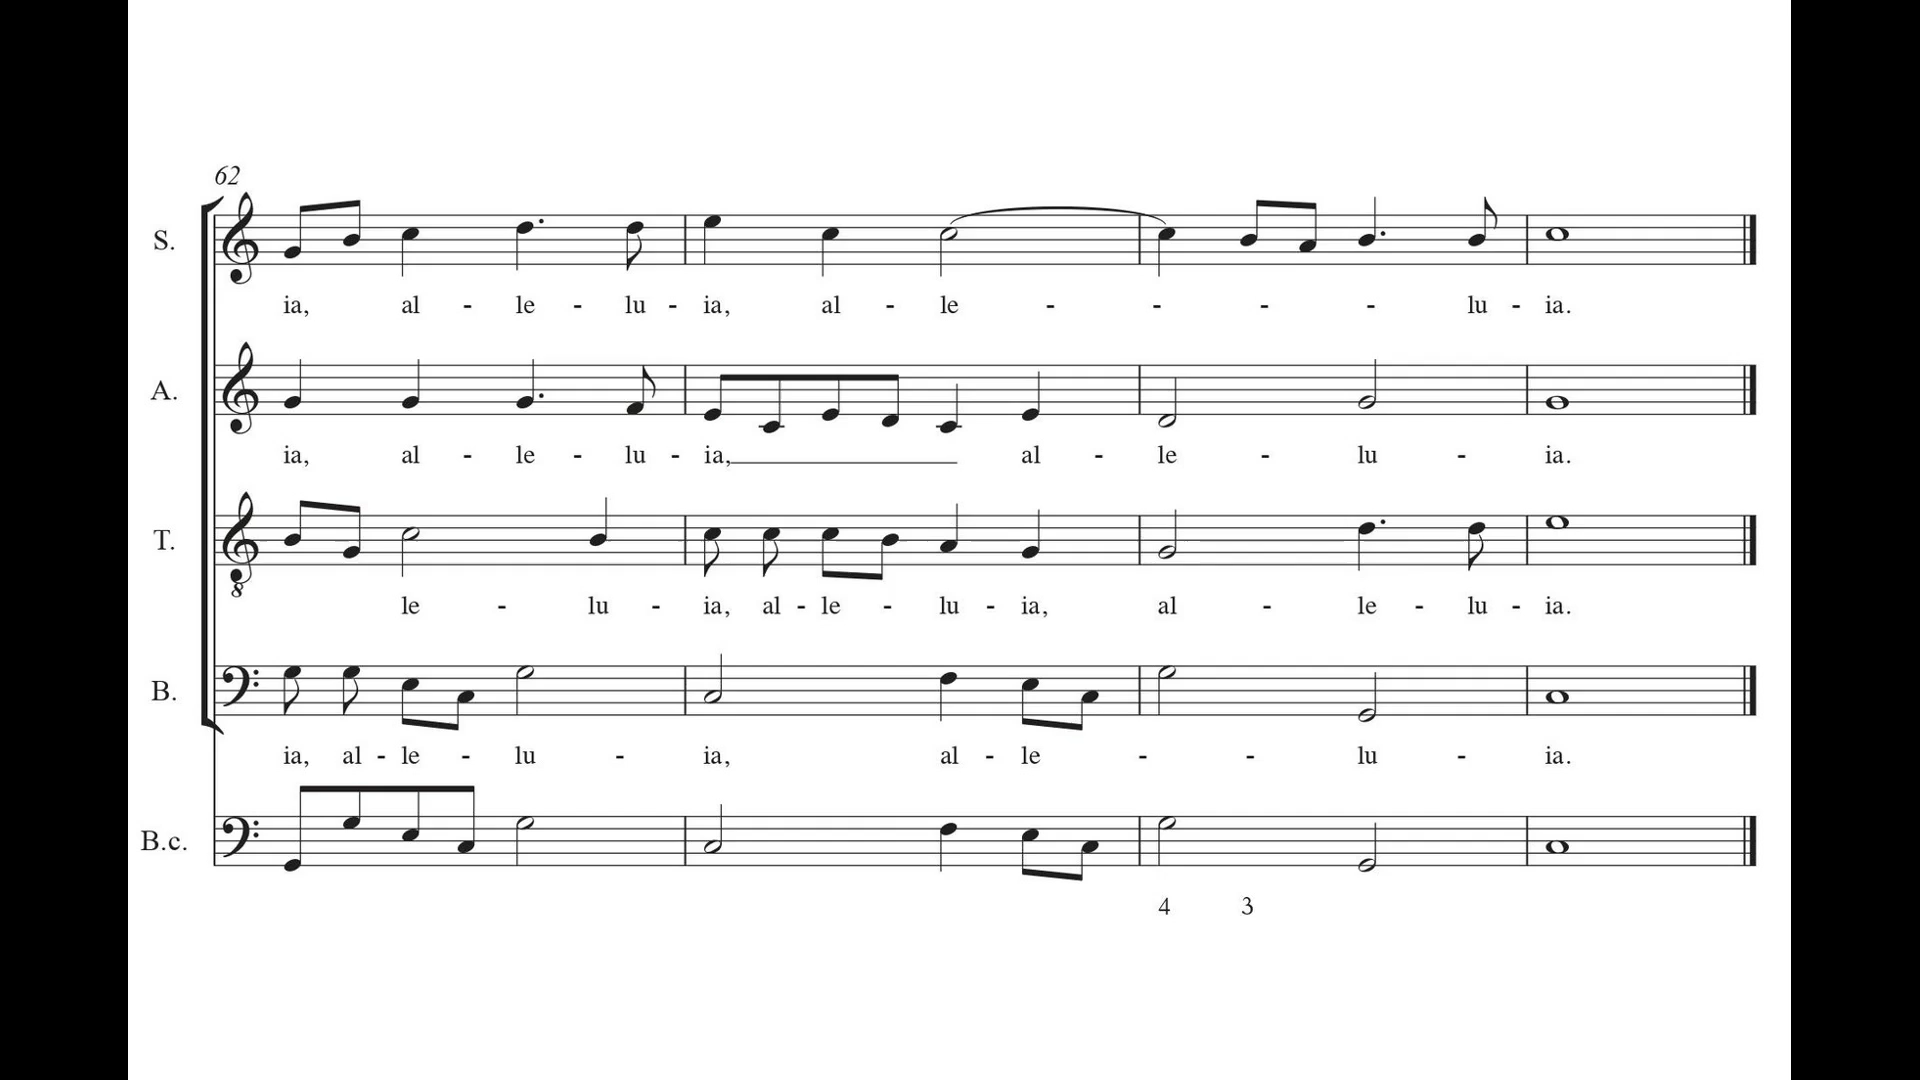 62
S.
ia, al - le - lu - ia, al - le - - - - lu - ia.
A.
ia, al - le - lu - ia, al - le - lu - ia.
T.
8
le - lu - ia, al - le - lu - ia, al - le - lu - ia.
B.
ia, al - le - lu - ia, al - le - - lu - ia.
B.c.
4 3